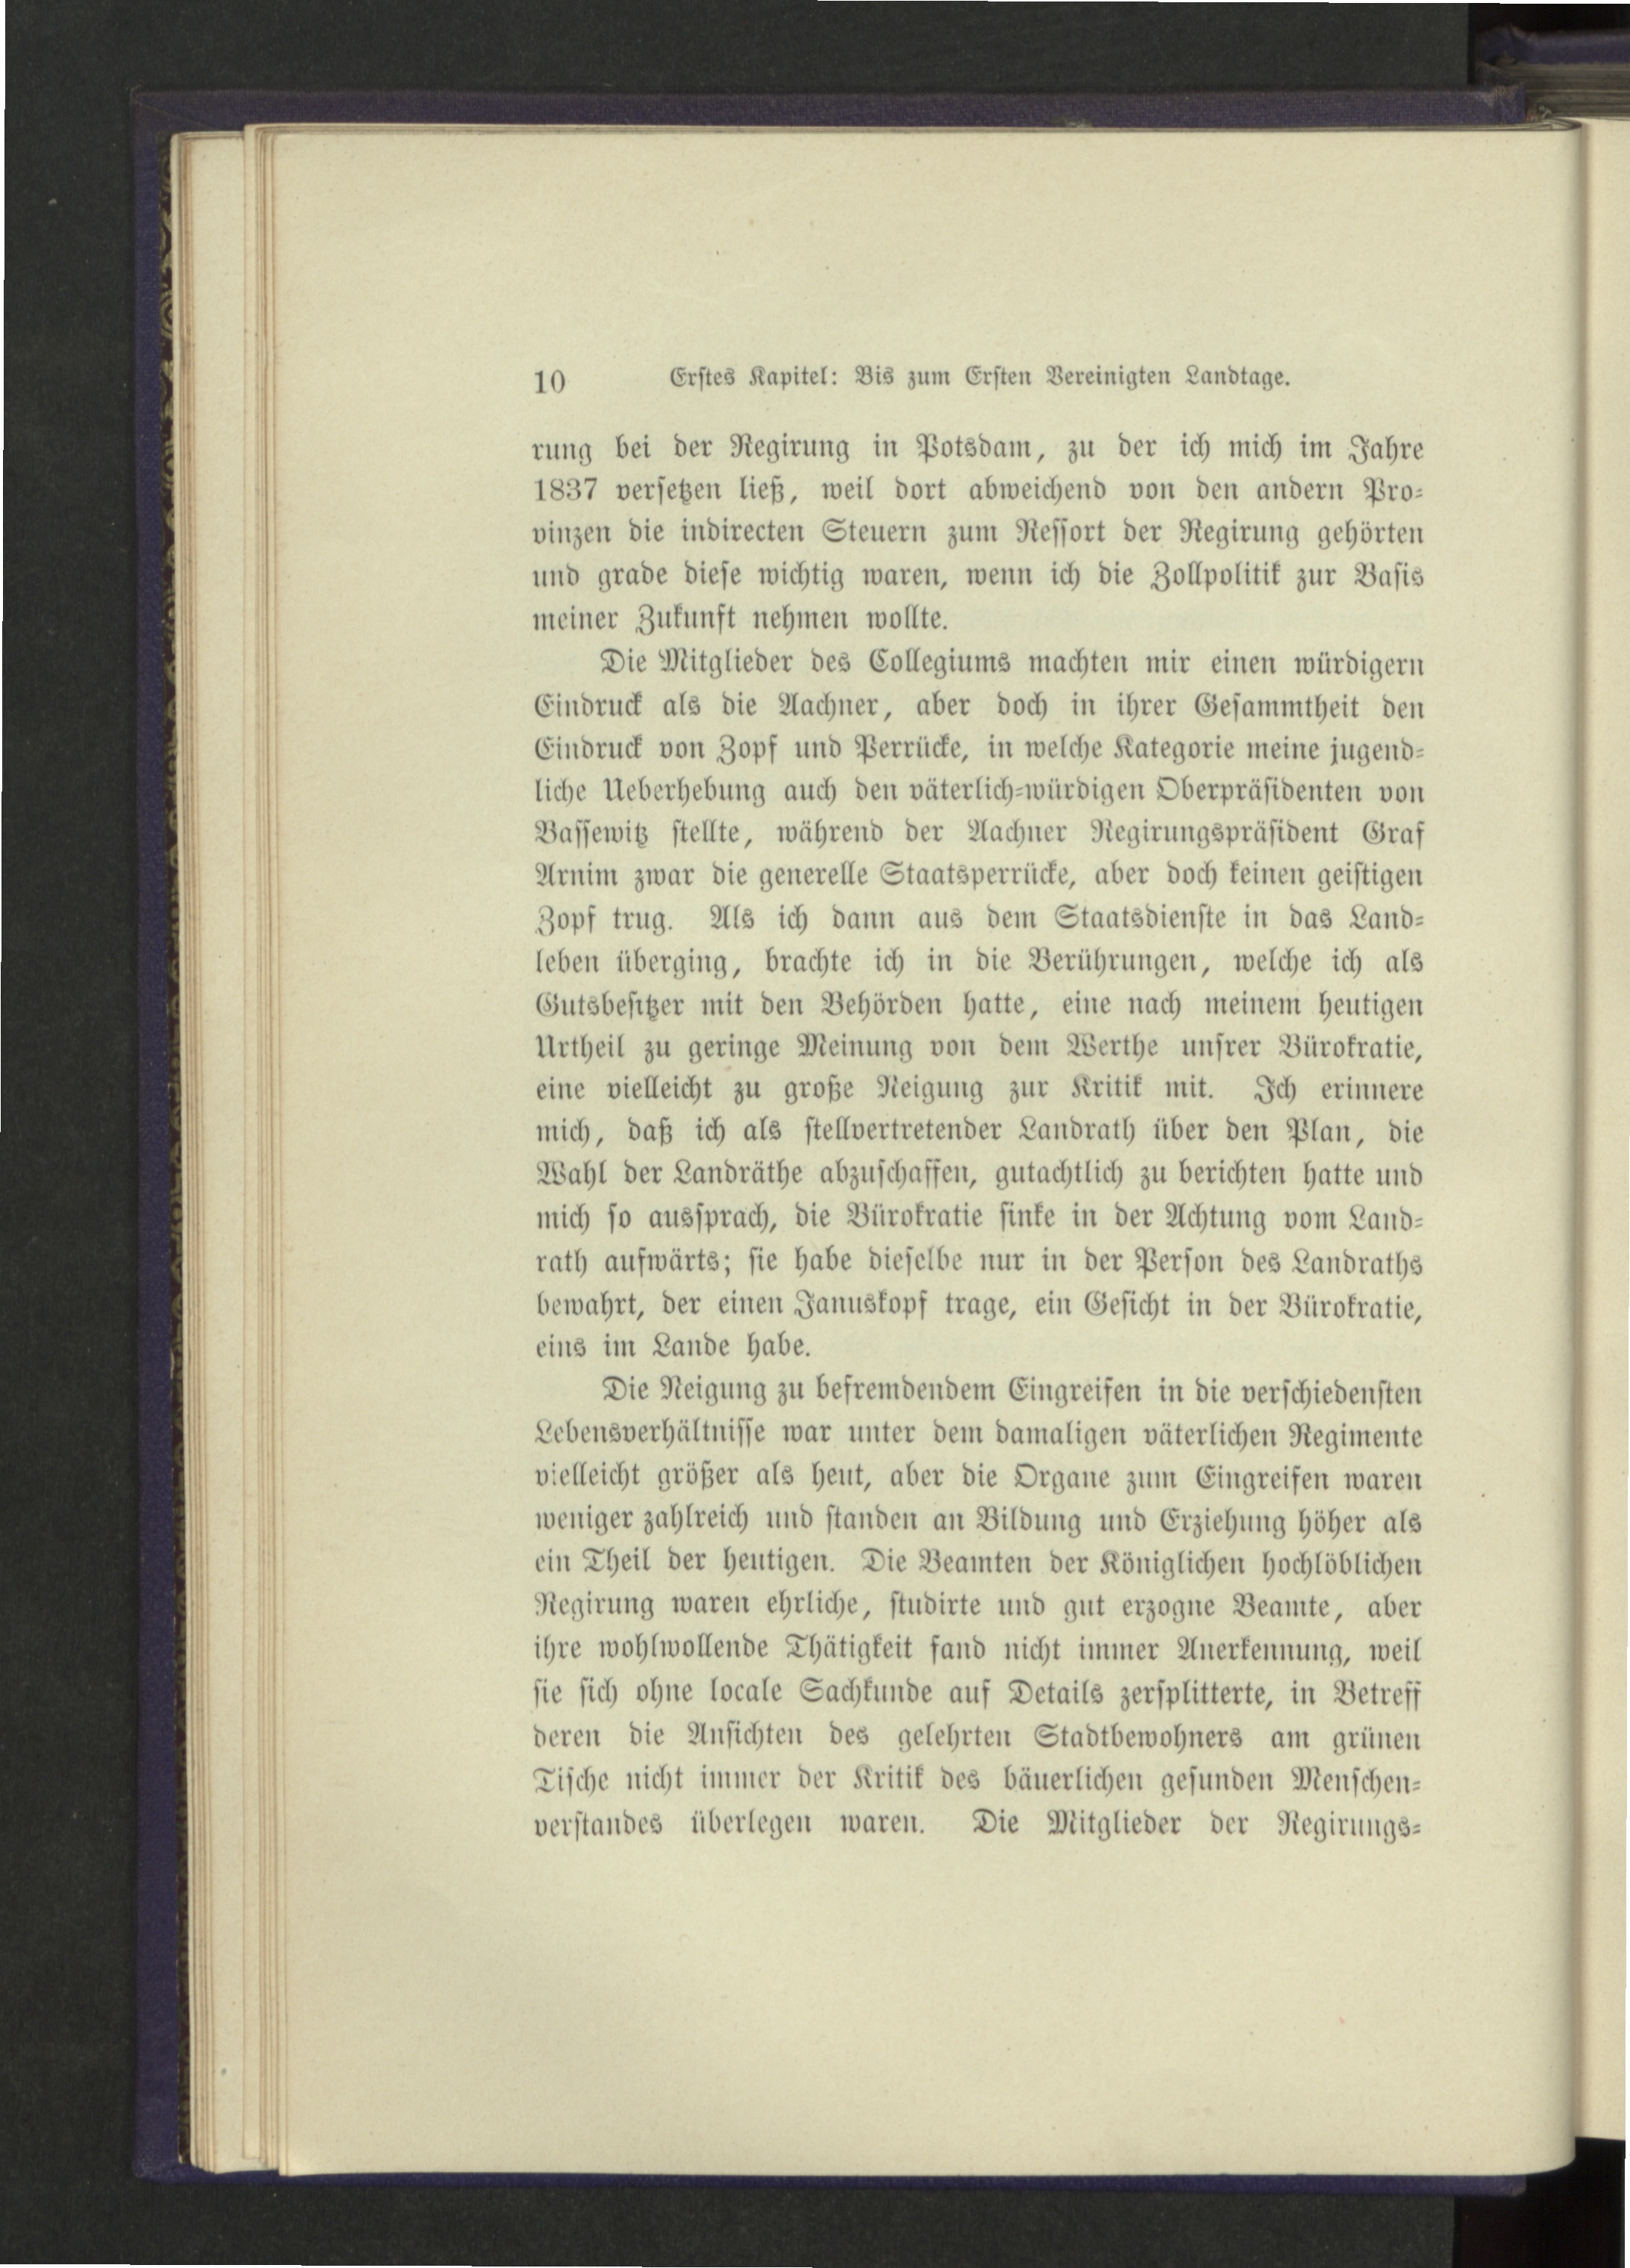 10 Erstes Kapitel: Bis zum Ersten Vereinigten Landtage.
rung bei der Regirung in Potsdam, zu der ich mich im Jahre
1837 versetzen ließ, weil dort abweichend von den andern Pro-
vinzen die indirecten Steuern zum Ressort der Regirung gehörten
und grade diese wichtig waren, wenn ich die Zollpolitik zur Basis
meiner Zukunft nehmen wollte.
Die Mitglieder des Collegiums machten mir einen würdigern
Eindruck als die Aachner, aber doch in ihrer Gesammtheit den
Eindruck von Zopf und Perrücke, in welche Kategorie meine jugend-
liche Ueberhebung auch den väterlich-würdigen Oberpräsidenten von
Bassewitz stellte, während der Aachner Regirungspräsident Graf
Arnim zwar die generelle Staatsperrücke, aber doch keinen geistigen
Zopf trug. Als ich dann aus dem Staatsdienste in das Land-
leben überging, brachte ich in die Berührungen, welche ich als
Gutsbesitzer mit den Behörden hatte, eine nach meinem heutigen
Urtheil zu geringe Meinung von dem Werthe unsrer Bürokratie,
eine vielleicht zu große Neigung zur Kritik mit. Ich erinnere
mich, daß ich als stellvertretender Landrath über den Plan, die
Wahl der Landräthe abzuschaffen, gutachtlich zu berichten hatte und
mich so aussprach, die Bürokratie sinke in der Achtung vom Land-
rath aufwärts; sie habe dieselbe nur in der Person des Landraths
bewahrt, der einen Januskopf trage, ein Gesicht in der Bürokratie,
eins im Lande habe.
Die Neigung zu befremdendem Eingreifen in die verschiedensten
Lebensverhältnisse war unter dem damaligen väterlichen Regimente
vielleicht größer als heut, aber die Organe zum Eingreifen waren
weniger zahlreich und standen an Bildung und Erziehung höher als
ein Theil der heutigen. Die Beamten der Königlichen hochlöblichen
Regirung waren ehrliche, studirte und gut erzogne Beamte, aber
ihre wohlwollende Thätigkeit fand nicht immer Anerkennung, weil
sie sich ohne locale Sachkunde auf Details zersplitterte, in Betreff
deren die Ansichten des gelehrten Stadtbewohners am grünen
Tische nicht immer der Kritik des bäuerlichen gesunden Menschen-
verstandes überlegen waren. Die Mitglieder der Regirungs-